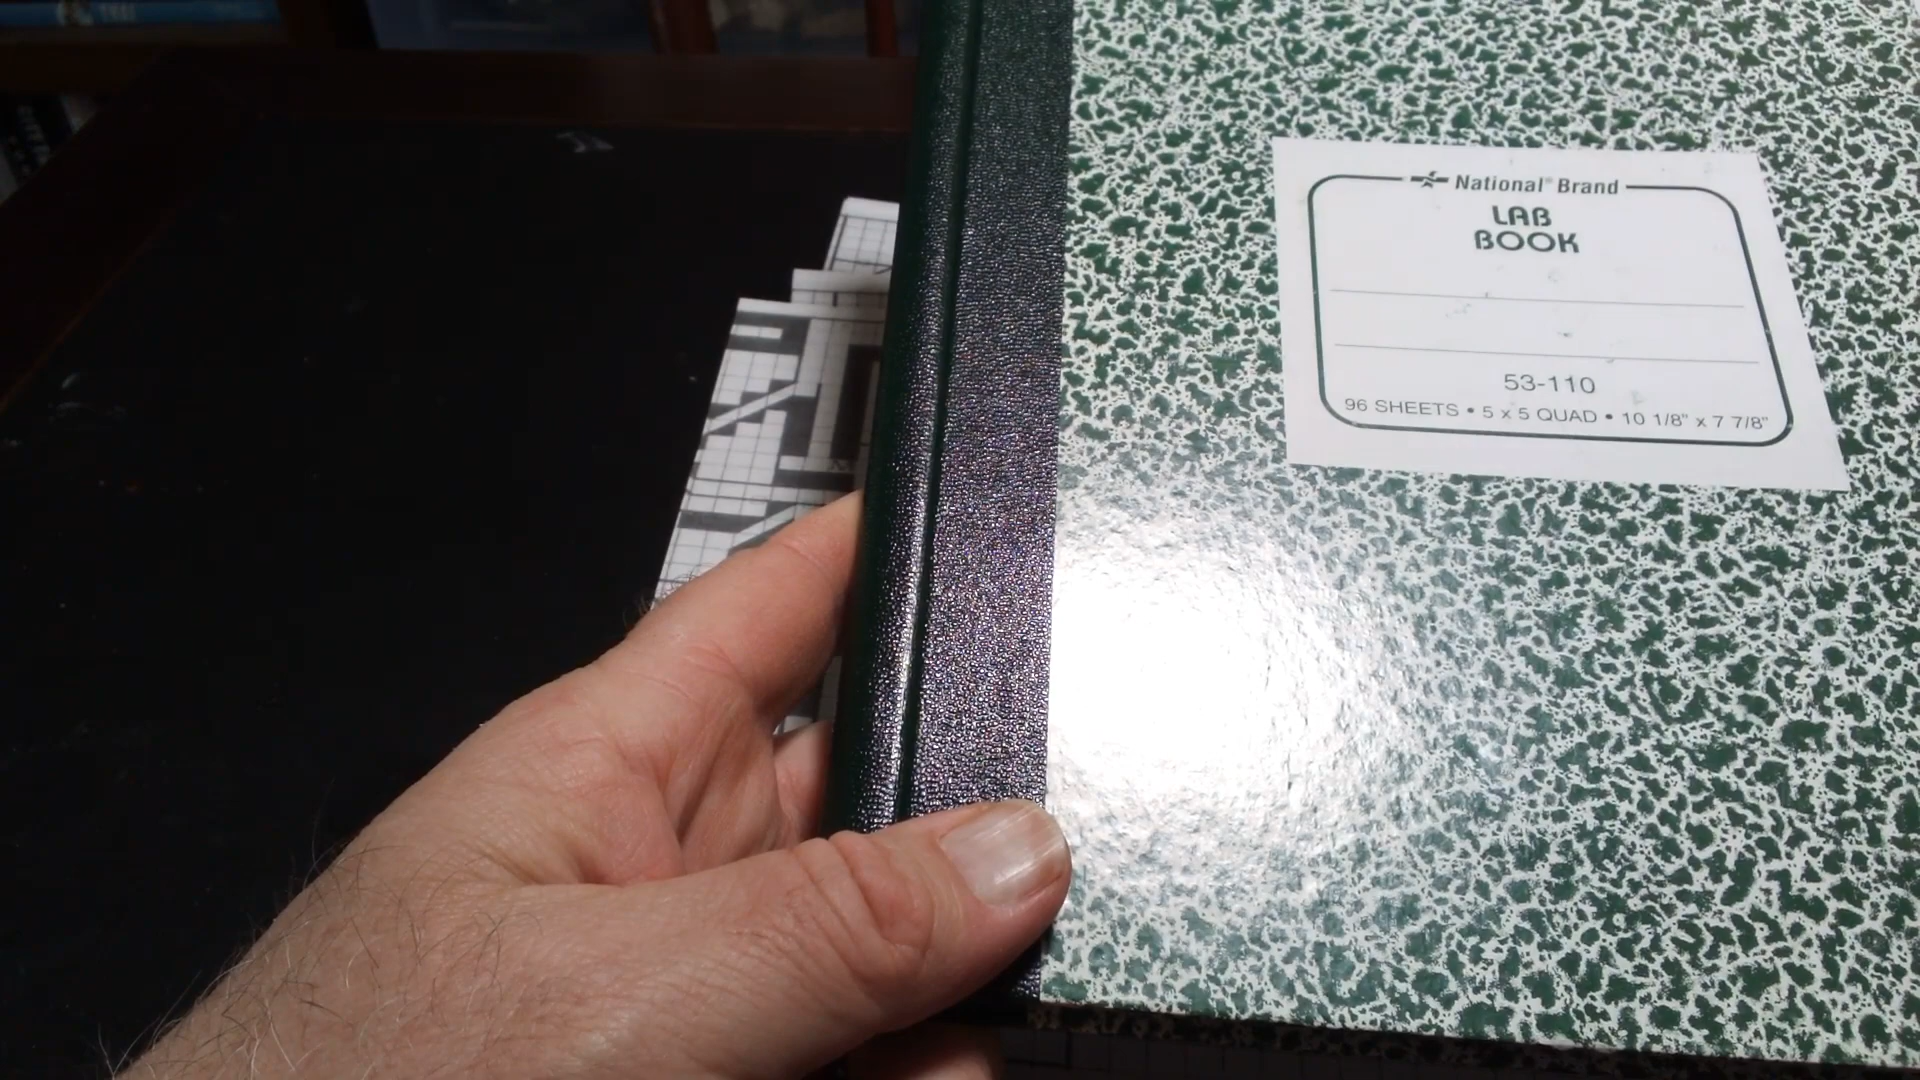 National® Brand
LAB
BOOK
53-110
96 SHEETS • 5 x 5 QUAD • 10 1/8" x 7 7/8"